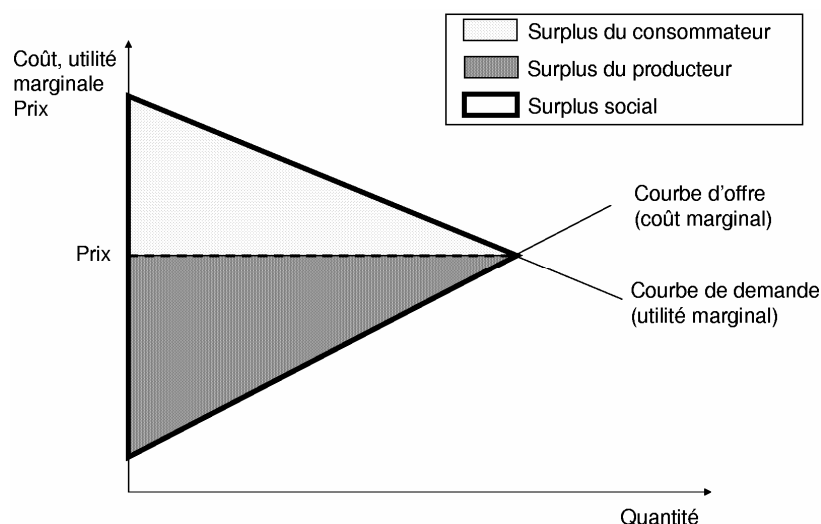 Surplus du consommateur
Surplus du producteur
Surplus social
Coût, utilité
marginale
Prix
Courbe d'offre
(coût marginal)
Prix
Courbe de demande
(utilité marginal)
Quantité